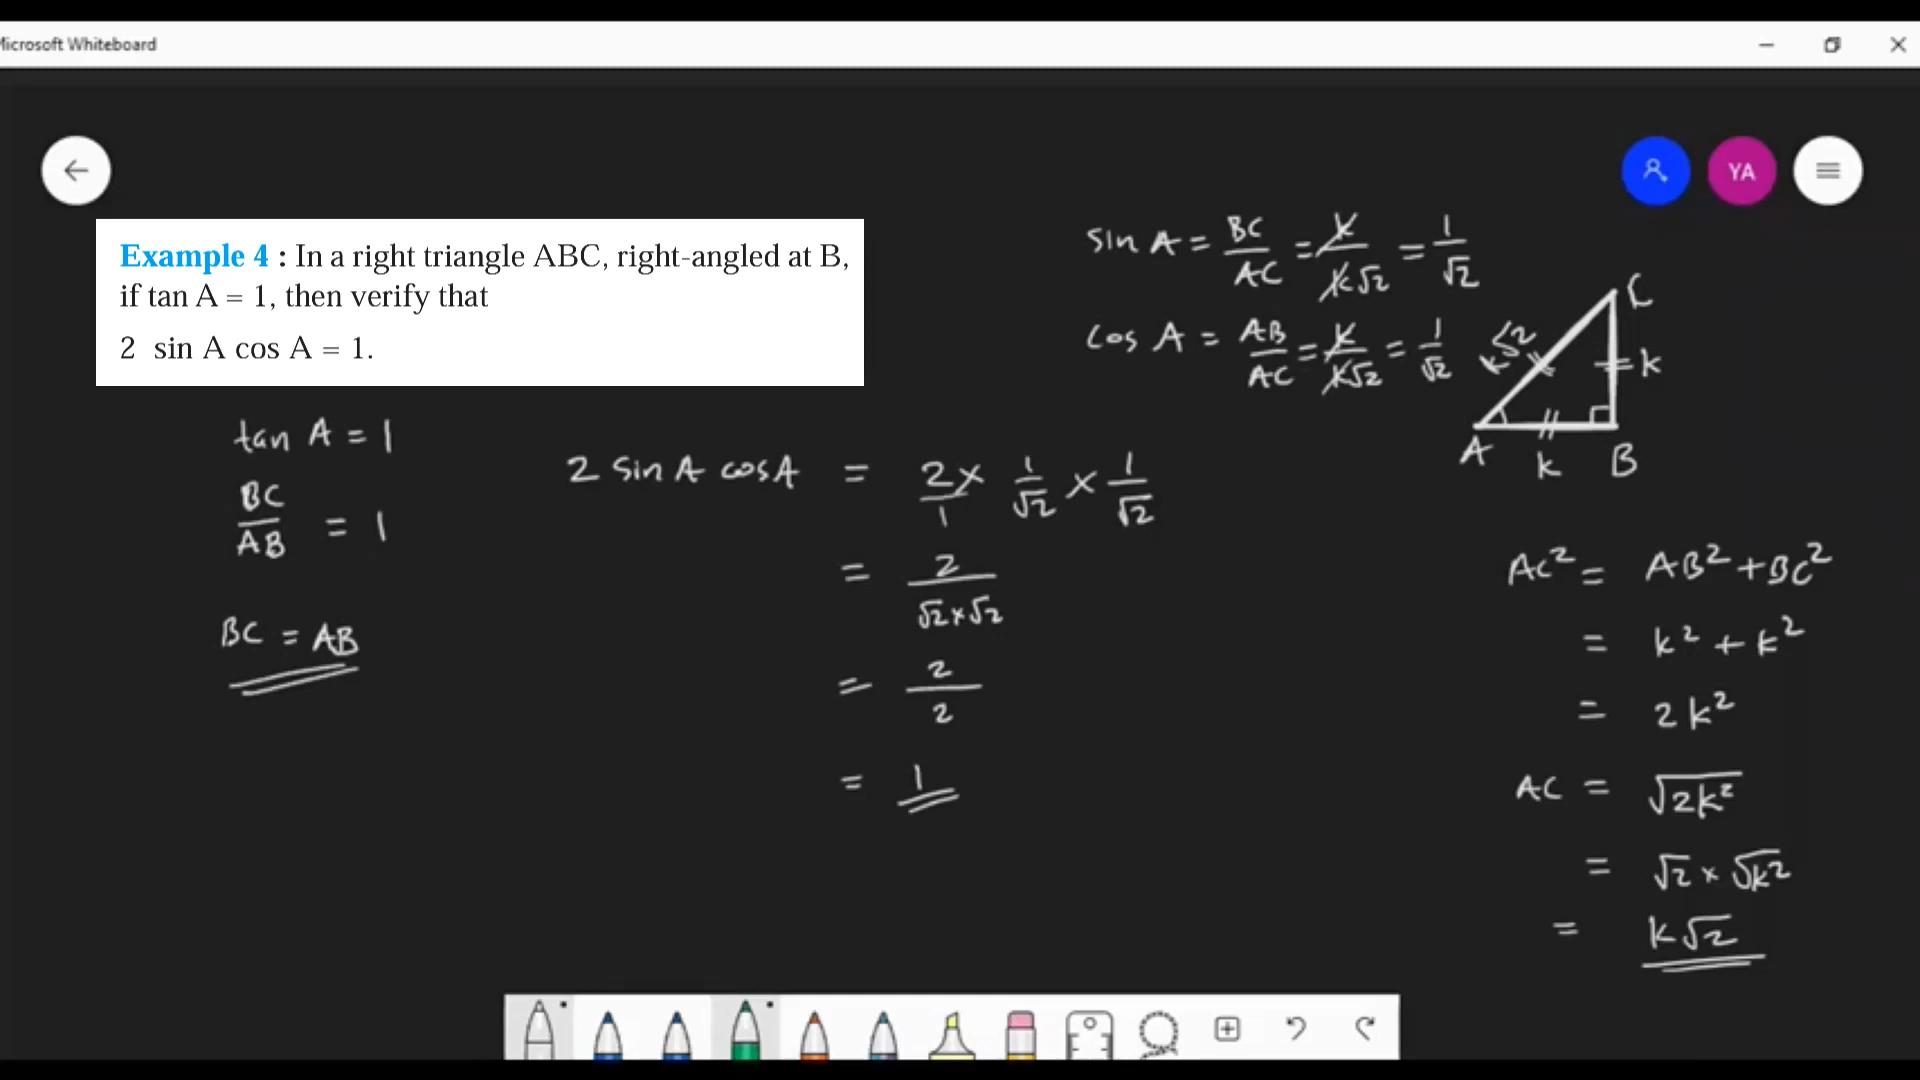 Microsoft Whiteboard
YA
Example 4 : In a right triangle ABC, right-angled at B,
if tan A = 1, then verify that
2 sin A cos A = 1.
tan A = 1
BC/AB = 1
BC = AB
2 sin A cos A = 2/1 × 1/√2 × 1/√2
= 2/√2×√2
= 2/2
= 1
sin A = BC/AC = k/k√2 = 1/√2
cos A = AB/AC = k/k√2 = 1/√2
C
k√2
k
A
k
B
AC² = AB² + BC²
= k² + k²
= 2k²
AC = √2k²
= √2 × √k²
= k√2